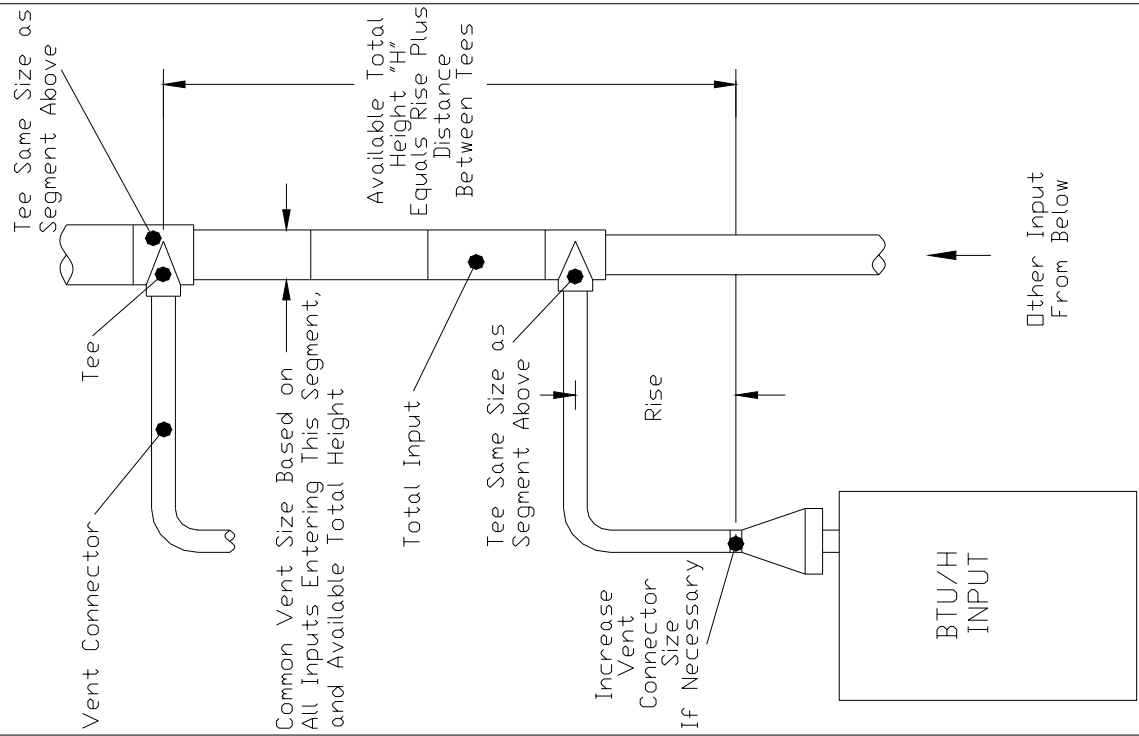 Tee Same Size as
Segment Above
Tee
Vent Connector
Available Total
Height "H"
Equals Rise Plus
Distance
Between Tees
Common Vent Size Based on
All Inputs Entering This Segment,
and Available Total Height
Total Input
Tee Same Size as
Segment Above
Rise
Other Input
From Below
Increase
Vent
Connector
Size
If Necessary
BTU/H
INPUT